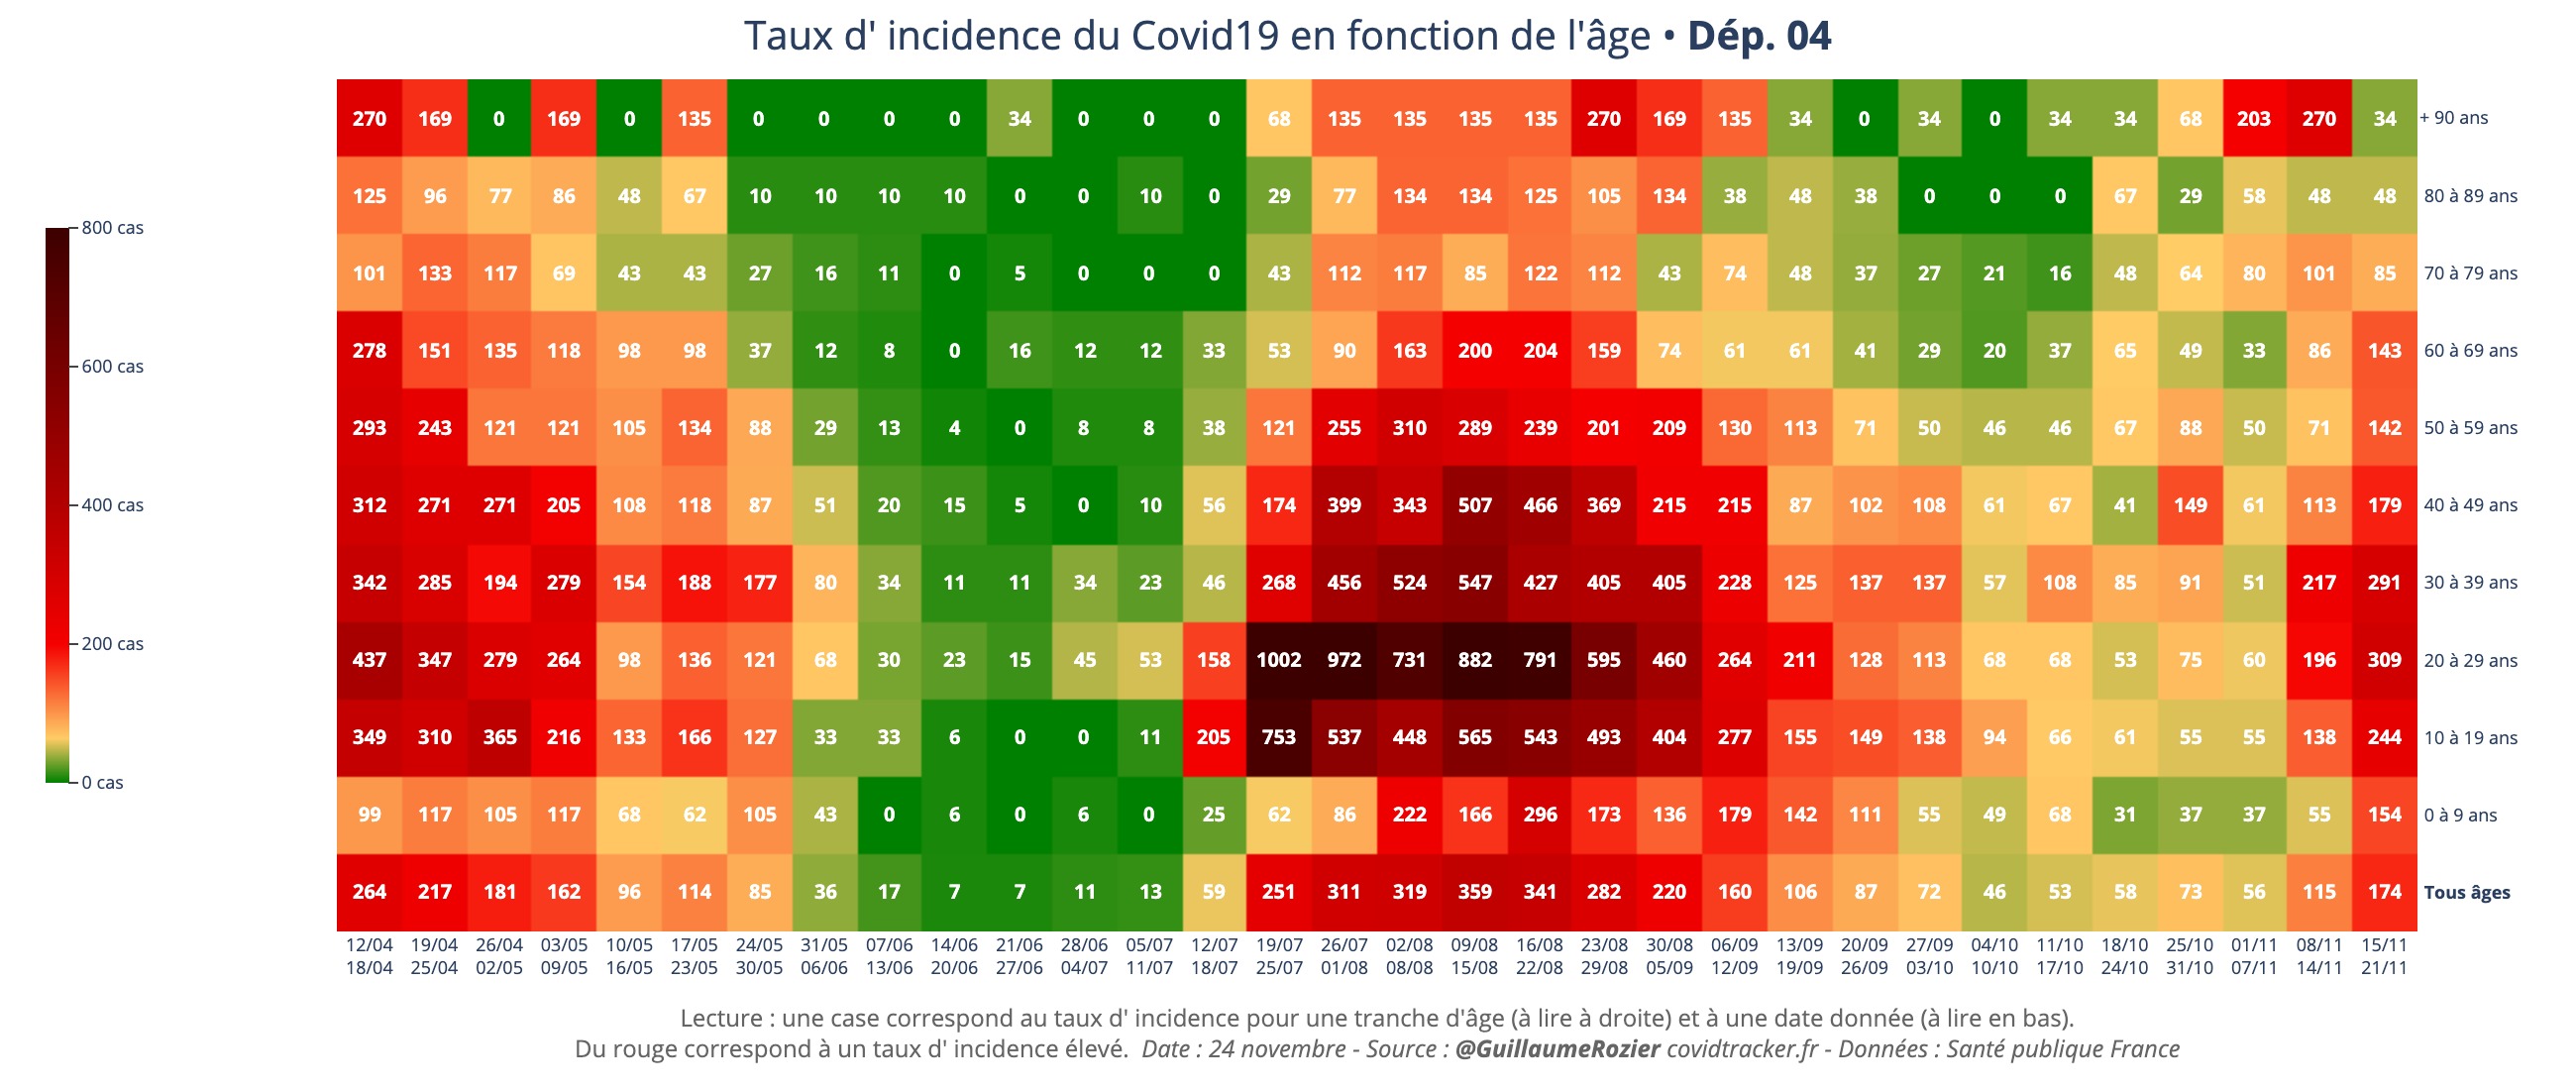 Taux d' incidence du Covid19 en fonction de l'âge • Dép. 04
800 cas
600 cas
400 cas
200 cas
0 cas
270 169 0 169 0 135 0 0 0 0 34 0 0 0 68 135 135 135 135 270 169 135 34 0 34 0 34 34 68 203 270 34 + 90 ans
125 96 77 86 48 67 10 10 10 10 0 0 10 0 29 77 134 134 125 105 134 38 48 38 0 0 0 67 29 58 48 48 80 à 89 ans
101 133 117 69 43 43 27 16 11 0 5 0 0 0 43 112 117 85 122 112 43 74 48 37 27 21 16 48 64 80 101 85 70 à 79 ans
278 151 135 118 98 98 37 12 8 0 16 12 12 33 53 90 163 200 204 159 74 61 61 41 29 20 37 65 49 33 86 143 60 à 69 ans
293 243 121 121 105 134 88 29 13 4 0 8 8 38 121 255 310 289 239 201 209 130 113 71 50 46 46 67 88 50 71 142 50 à 59 ans
312 271 271 205 108 118 87 51 20 15 5 0 10 56 174 399 343 507 466 369 215 215 87 102 108 61 67 41 149 61 113 179 40 à 49 ans
342 285 194 279 154 188 177 80 34 11 11 34 23 46 268 456 524 547 427 405 405 228 125 137 137 57 108 85 91 51 217 291 30 à 39 ans
437 347 279 264 98 136 121 68 30 23 15 45 53 158 1002 972 731 882 791 595 460 264 211 128 113 68 68 53 75 60 196 309 20 à 29 ans
349 310 365 216 133 166 127 33 33 6 0 0 11 205 753 537 448 565 543 493 404 277 155 149 138 94 66 61 55 55 138 244 10 à 19 ans
99 117 105 117 68 62 105 43 0 6 0 6 0 25 62 86 222 166 296 173 136 179 142 111 55 49 68 31 37 37 55 154 0 à 9 ans
264 217 181 162 96 114 85 36 17 7 7 11 13 59 251 311 319 359 341 282 220 160 106 87 72 46 53 58 73 56 115 174 Tous âges
12/04 19/04 26/04 03/05 10/05 17/05 24/05 31/05 07/06 14/06 21/06 28/06 05/07 12/07 19/07 26/07 02/08 09/08 16/08 23/08 30/08 06/09 13/09 20/09 27/09 04/10 11/10 18/10 25/10 01/11 08/11 15/11
18/04 25/04 02/05 09/05 16/05 23/05 30/05 06/06 13/06 20/06 27/06 04/07 11/07 18/07 25/07 01/08 08/08 15/08 22/08 29/08 05/09 12/09 19/09 26/09 03/10 10/10 17/10 24/10 31/10 07/11 14/11 21/11
Lecture : une case correspond au taux d' incidence pour une tranche d'âge (à lire à droite) et à une date donnée (à lire en bas).
Du rouge correspond à un taux d' incidence élevé. Date : 24 novembre - Source : @GuillaumeRozier covidtracker.fr - Données : Santé publique France